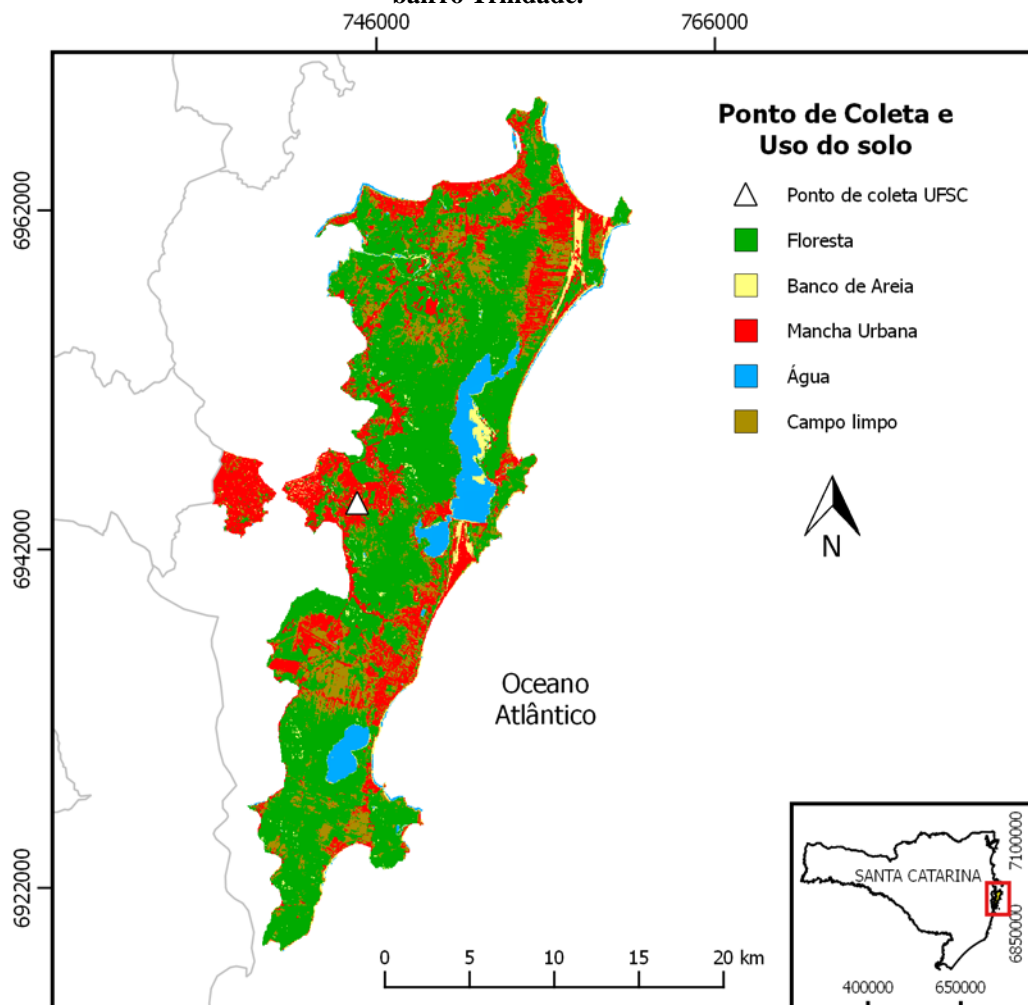 bairro Trindade.
746000
766000
6962000
6942000
6922000
Ponto de Coleta e
Uso do solo
Ponto de coleta UFSC
Floresta
Banco de Areia
Mancha Urbana
Água
Campo limpo
N
Oceano
Atlântico
0 5 10 15 20 km
SANTA CATARINA
7100000
6850000
400000 650000